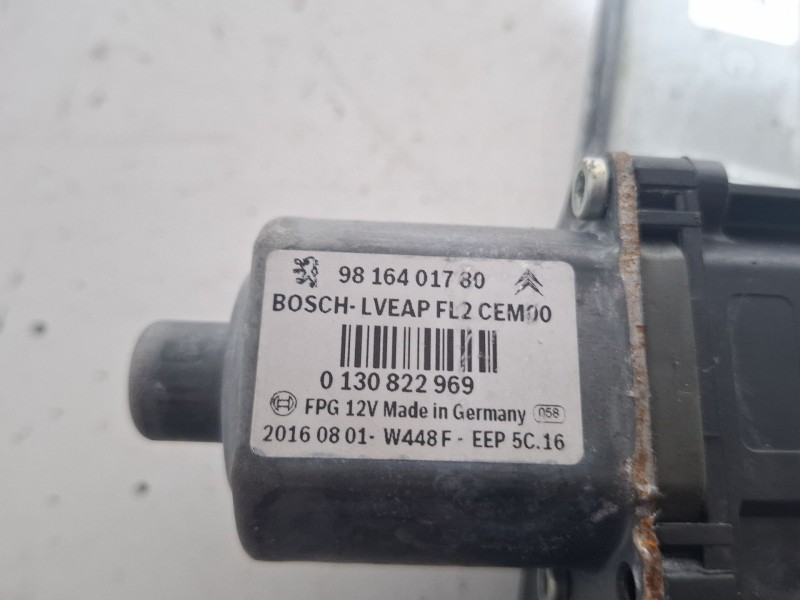 98 164 017 80
BOSCH-LVEAP FL2 CEM00
0 130 822 969
FPG 12V Made in Germany 058
2016 08 01- W448 F - EEP 5C.16